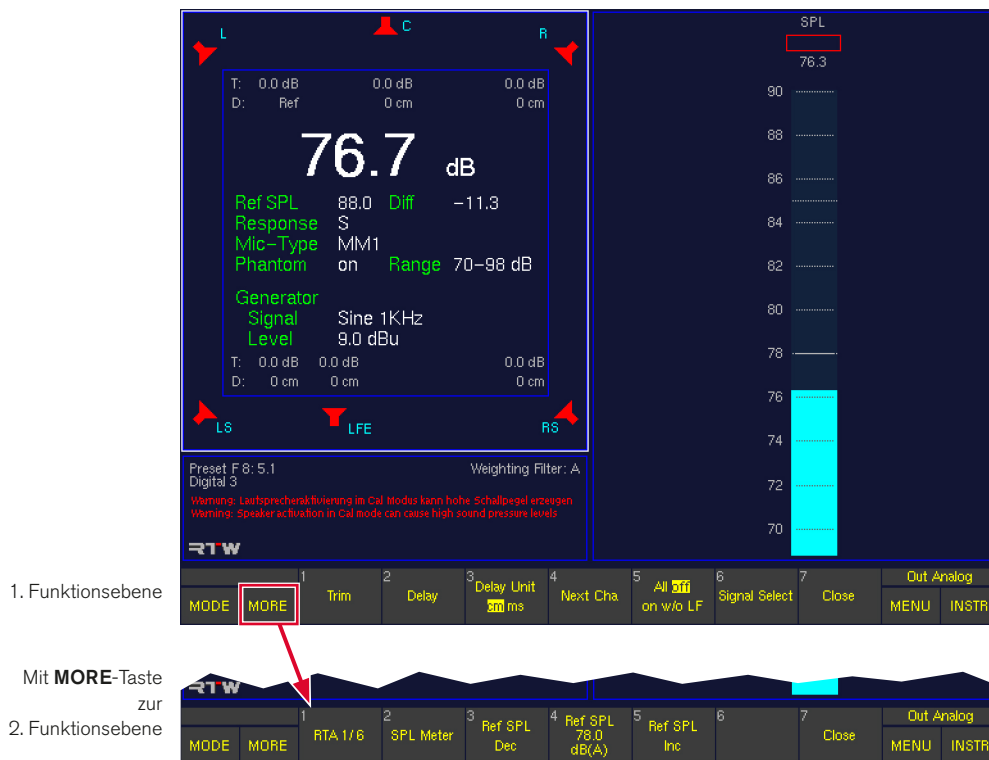 L C R
T: 0.0 dB 0.0 dB 0.0 dB
D: Ref 0 cm 0 cm
76.7 dB
Ref SPL 88.0 Diff −11.3
Response S
Mic−Type MM1
Phantom on Range 70−98 dB
Generator
Signal Sine 1KHz
Level 9.0 dBu
T: 0.0 dB 0.0 dB 0.0 dB
D: 0 cm 0 cm 0 cm
LS LFE RS
Preset F 8: 5.1 Weighting Filter: A
Digital 3
Warnung: Lautsprecheraktivierung im Cal Modus kann hohe Schallpegel erzeugen
Warning: Speaker activation in Cal mode can cause high sound pressure levels
RTW
SPL
76.3
90
88
86
84
82
80
78
76
74
72
70
1. Funktionsebene
MODE MORE
1 Trim
2 Delay
3 Delay Unit
cm ms
4 Next Cha
5 All off
on w/o LF
6 Signal Select
7 Close
Out Analog
MENU INSTR
Mit MORE-Taste
zur
2. Funktionsebene
RTW
MODE MORE
1 RTA 1/6
2 SPL Meter
3 Ref SPL
Dec
4 Ref SPL
78.0
dB(A)
5 Ref SPL
Inc
6
7 Close
Out Analog
MENU INSTR